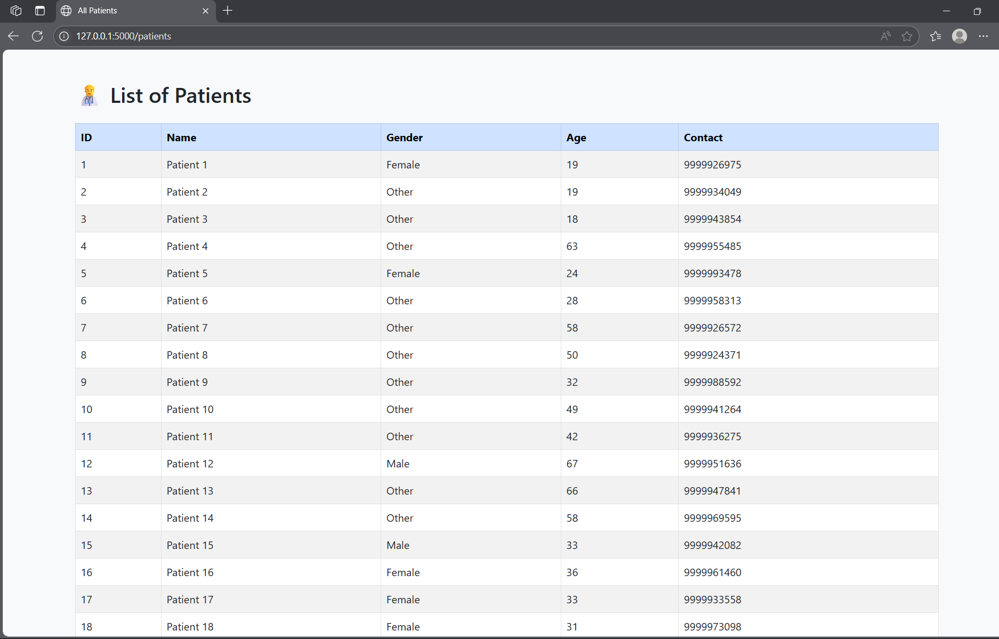 All Patients
127.0.0.1:5000/patients
List of Patients
ID Name Gender Age Contact
1 Patient 1 Female 19 9999926975
2 Patient 2 Other 19 9999934049
3 Patient 3 Other 18 9999943854
4 Patient 4 Other 63 9999955485
5 Patient 5 Female 24 9999993478
6 Patient 6 Other 28 9999958313
7 Patient 7 Other 58 9999926572
8 Patient 8 Other 50 9999924371
9 Patient 9 Other 32 9999988592
10 Patient 10 Other 49 9999941264
11 Patient 11 Other 42 9999936275
12 Patient 12 Male 67 9999951636
13 Patient 13 Other 66 9999947841
14 Patient 14 Other 58 9999969595
15 Patient 15 Male 33 9999942082
16 Patient 16 Female 36 9999961460
17 Patient 17 Female 33 9999933558
18 Patient 18 Female 31 9999973098